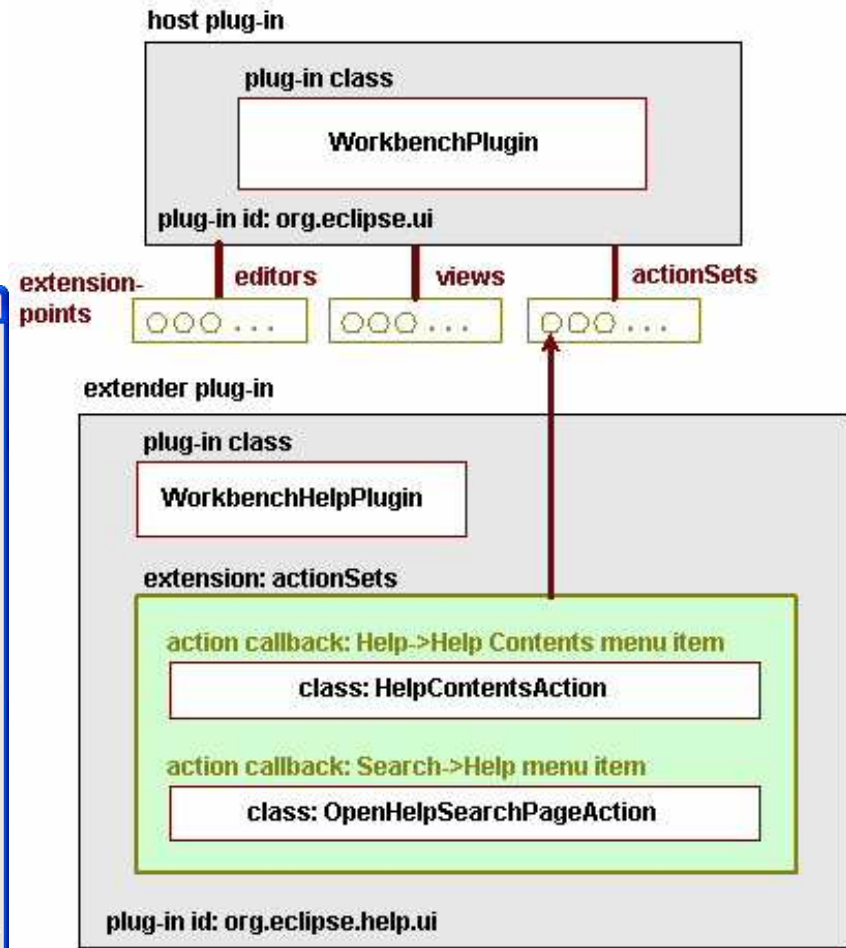 host plug-in
plug-in class
WorkbenchPlugin
plug-in id: org.eclipse.ui
extension-
points
editors
views
actionSets
extender plug-in
plug-in class
WorkbenchHelpPlugin
extension: actionSets
action callback: Help->Help Contents menu item
class: HelpContentsAction
action callback: Search->Help menu item
class: OpenHelpSearchPageAction
plug-in id: org.eclipse.help.ui